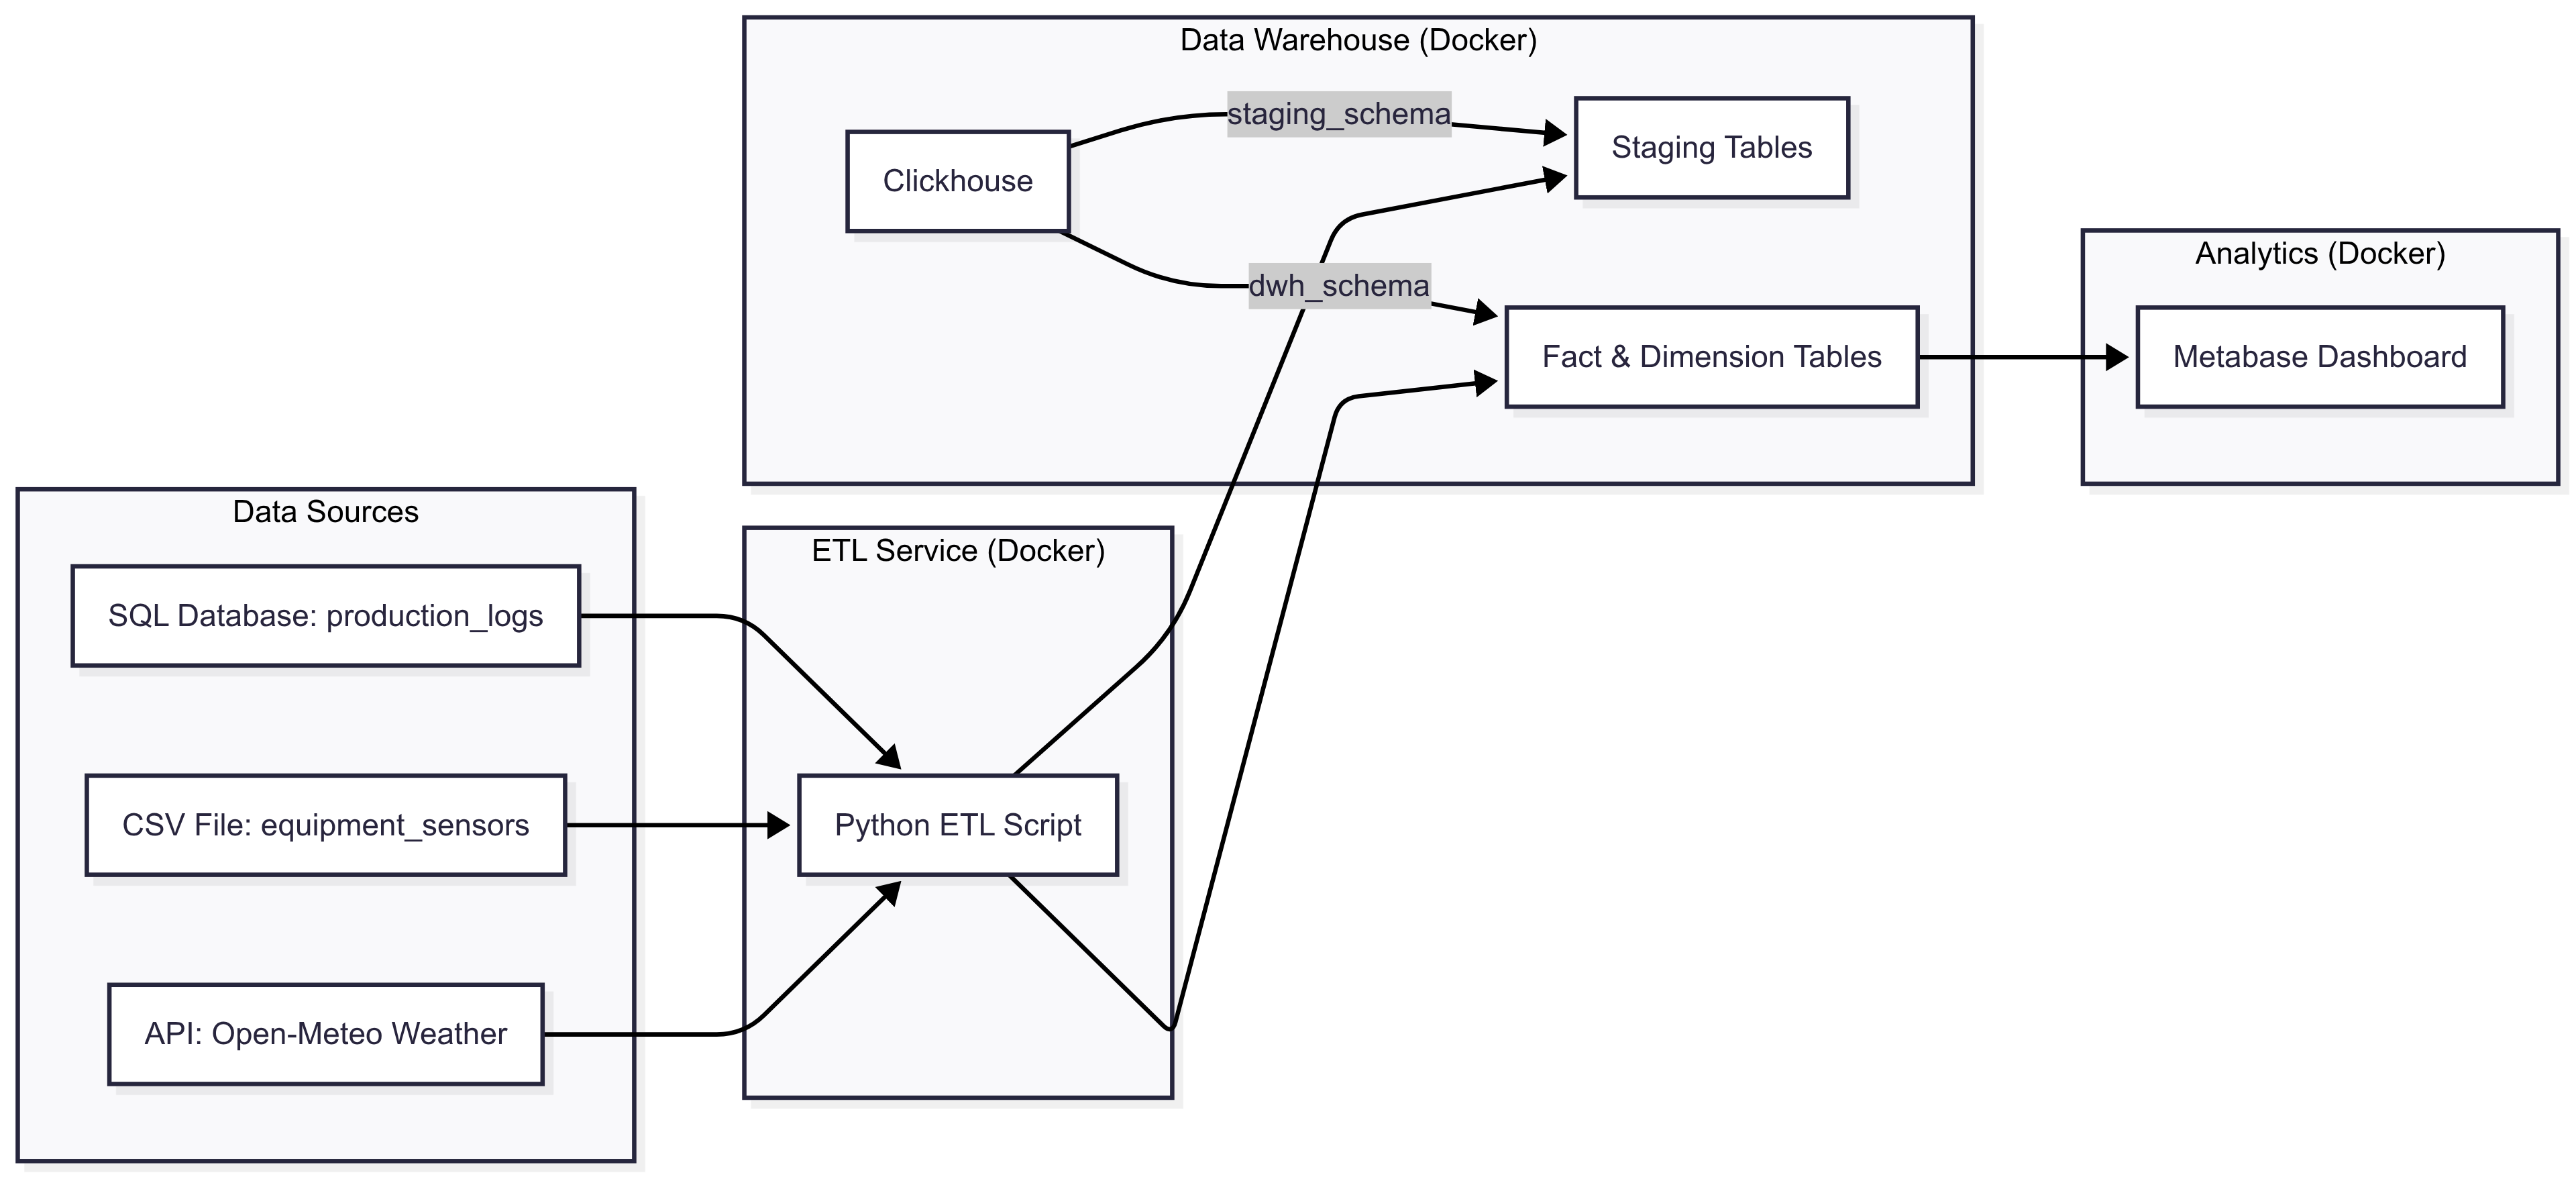 Data Warehouse (Docker)
staging_schema
Staging Tables
Clickhouse
dwh_schema
Fact & Dimension Tables
Analytics (Docker)
Metabase Dashboard
Data Sources
SQL Database: production_logs
CSV File: equipment_sensors
API: Open-Meteo Weather
ETL Service (Docker)
Python ETL Script